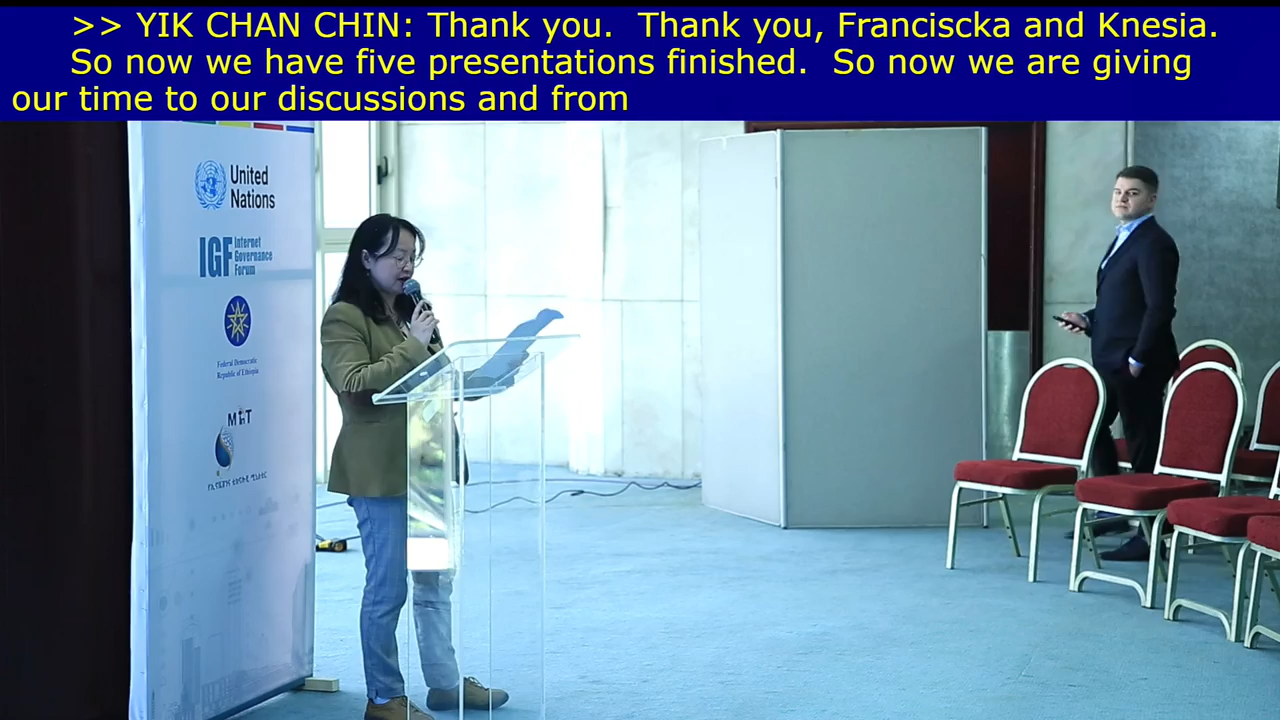 >> YIK CHAN CHIN: Thank you.  Thank you, Franciscka and Knesia.
So now we have five presentations finished.  So now we are giving
our time to our discussions and from
United
Nations
IGF Internet
Governance
Forum
Federal Democratic
Republic of Ethiopia